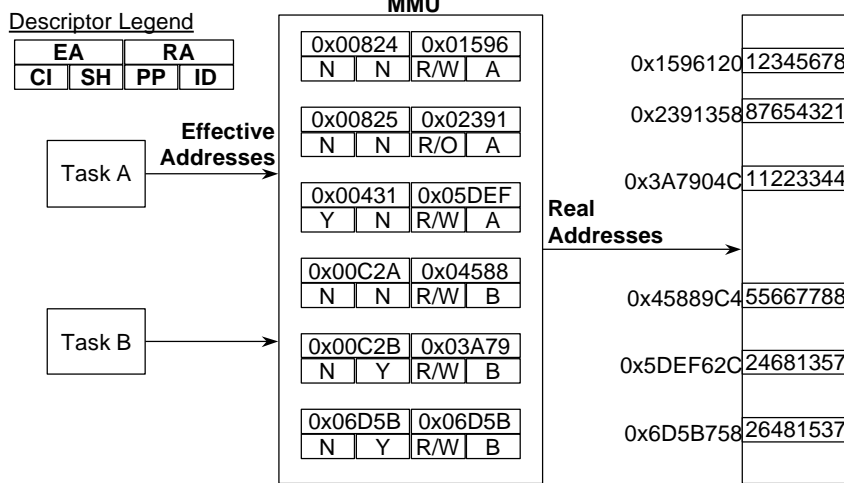 MMU
Descriptor Legend
EA RA
CI SH PP ID
Effective
Addresses
Task A
Task B
0x00824 0x01596
N N R/W A
0x00825 0x02391
N N R/O A
0x00431 0x05DEF
Y N R/W A
0x00C2A 0x04588
N N R/W B
0x00C2B 0x03A79
N Y R/W B
0x06D5B 0x06D5B
N Y R/W B
Real
Addresses
0x1596120 12345678
0x2391358 87654321
0x3A7904C 11223344
0x45889C4 55667788
0x5DEF62C 24681357
0x6D5B758 26481537